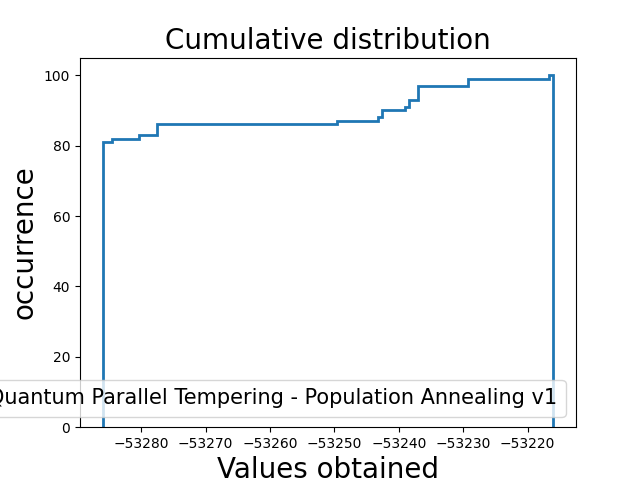 Cumulative distribution
occurrence
100
80
60
40
20
0
Quantum Parallel Tempering - Population Annealing v1
−53280 −53270 −53260 −53250 −53240 −53230 −53220
Values obtained